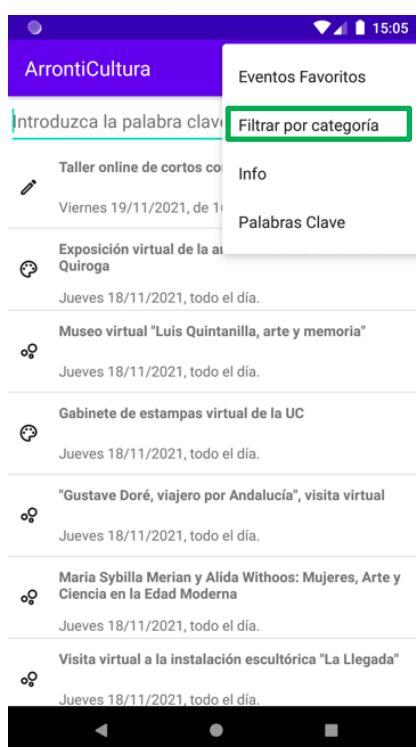 15:05
ArrontiCultura
Eventos Favoritos
Introduzca la palabra clav
Filtrar por categoría
Info
Palabras Clave
Taller online de cortos co
Viernes 19/11/2021, de 1
Exposición virtual de la
Quiroga
Jueves 18/11/2021, todo el día.
Museo virtual "Luis Quintanilla, arte y memoria"
Jueves 18/11/2021, todo el día.
Gabinete de estampas virtual de la UC
Jueves 18/11/2021, todo el día.
"Gustave Doré, viajero por Andalucía", visita virtual
Jueves 18/11/2021, todo el día.
Maria Sybilla Merian y Alida Withoos: Mujeres, Arte y
Ciencia en la Edad Moderna
Jueves 18/11/2021, todo el día.
Visita virtual a la instalación escultórica "La Llegada"
Jueves 18/11/2021, todo el día.